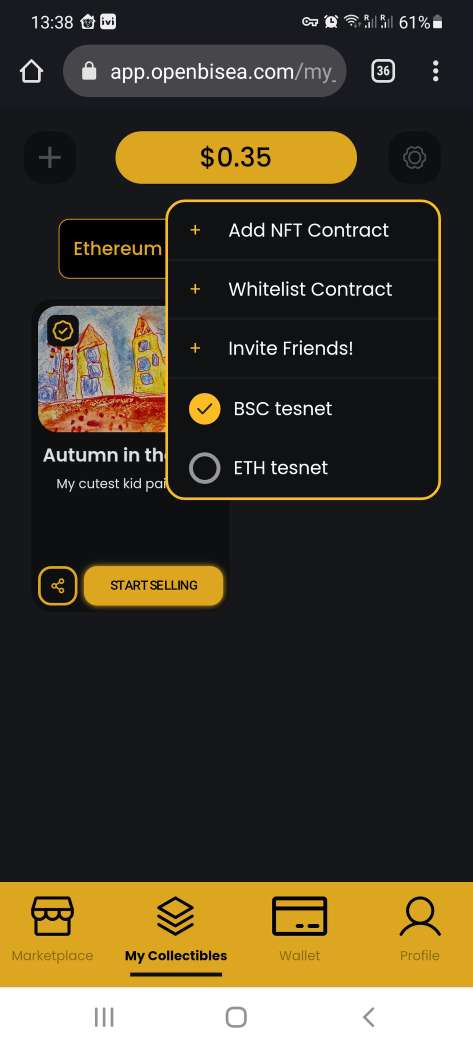 13:38
ivi
R
R
61%
app.openbisea.com/my_
36
$0.35
Ethereum
+ Add NFT Contract
+ Whitelist Contract
+ Invite Friends!
BSC tesnet
ETH tesnet
Autumn in the
My cutest kid pai
START SELLING
Marketplace
My Collectibles
Wallet
Profile